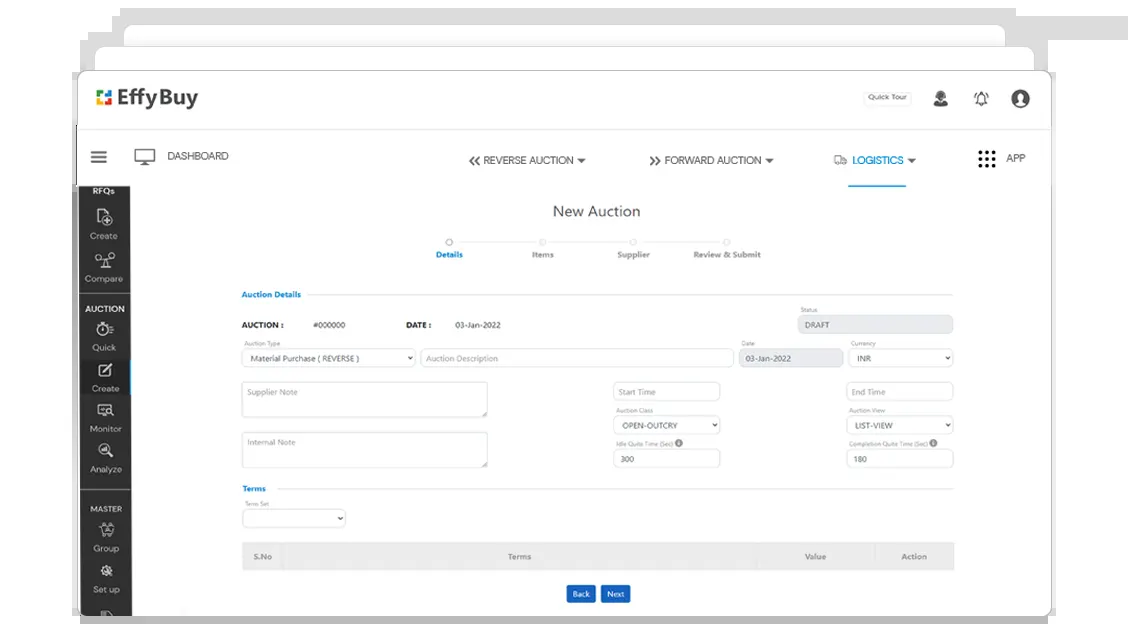 EffyBuy
Quick Tour
DASHBOARD
REVERSE AUCTION
FORWARD AUCTION
LOGISTICS
APP
RFQs
Create
Compare
AUCTION
Quick
Create
Monitor
Analyze
MASTER
Group
Set up
New Auction
Details Items Supplier Review & Submit
Auction Details
AUCTION : #000000 DATE : 03-Jan-2022
Status
DRAFT
Auction Type
Material Purchase ( REVERSE )
Auction Description
Date
03-Jan-2022
Currency
INR
Supplier Note
Start Time
End Time
Auction Class
OPEN-OUTCRY
Auction View
LIST-VIEW
Internal Note
Idle Quite Time (Sec)
300
Completion Quite Time (Sec)
180
Terms
Terms Set
S.No Terms Value Action
Back Next